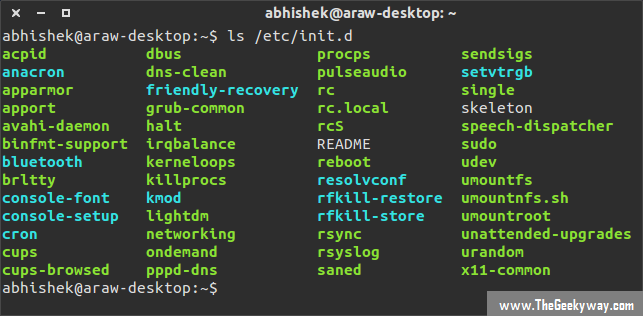 abhishek@araw-desktop: ~
abhishek@araw-desktop:~$ ls /etc/init.d
acpid dbus procps sendsigs
anacron dns-clean pulseaudio setvtrgb
apparmor friendly-recovery rc single
apport grub-common rc.local skeleton
avahi-daemon halt rcS speech-dispatcher
binfmt-support irqbalance README sudo
bluetooth kerneloops reboot udev
brltty killprocs resolvconf umountfs
console-font kmod rfkill-restore umountnfs.sh
console-setup lightdm rfkill-store umountroot
cron networking rsync unattended-upgrades
cups ondemand rsyslog urandom
cups-browsed pppd-dns saned x11-common
abhishek@araw-desktop:~$
www.TheGeekyway.com